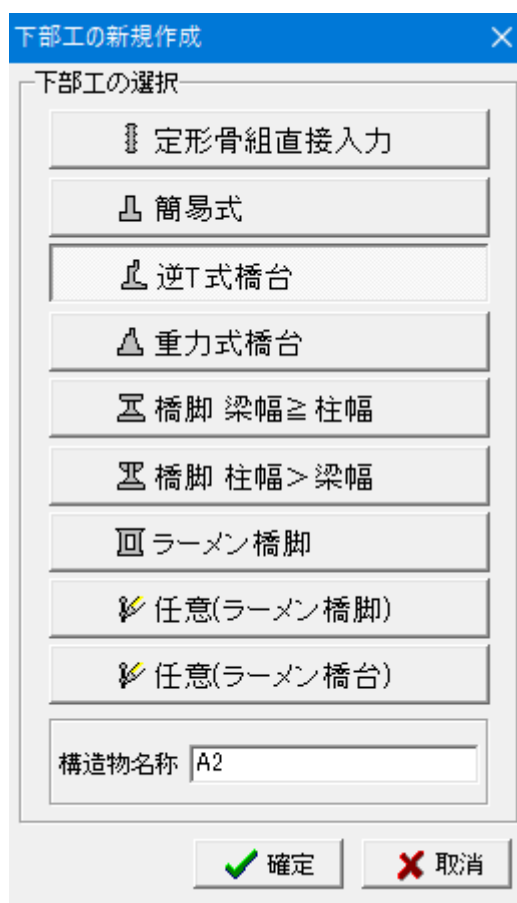 下部工の新規作成
下部工の選択
定形骨組直接入力
簡易式
逆T式橋台
重力式橋台
橋脚 梁幅≧柱幅
橋脚 柱幅＞梁幅
ラーメン橋脚
任意(ラーメン橋脚)
任意(ラーメン橋台)
構造物名称 A2
確定 取消